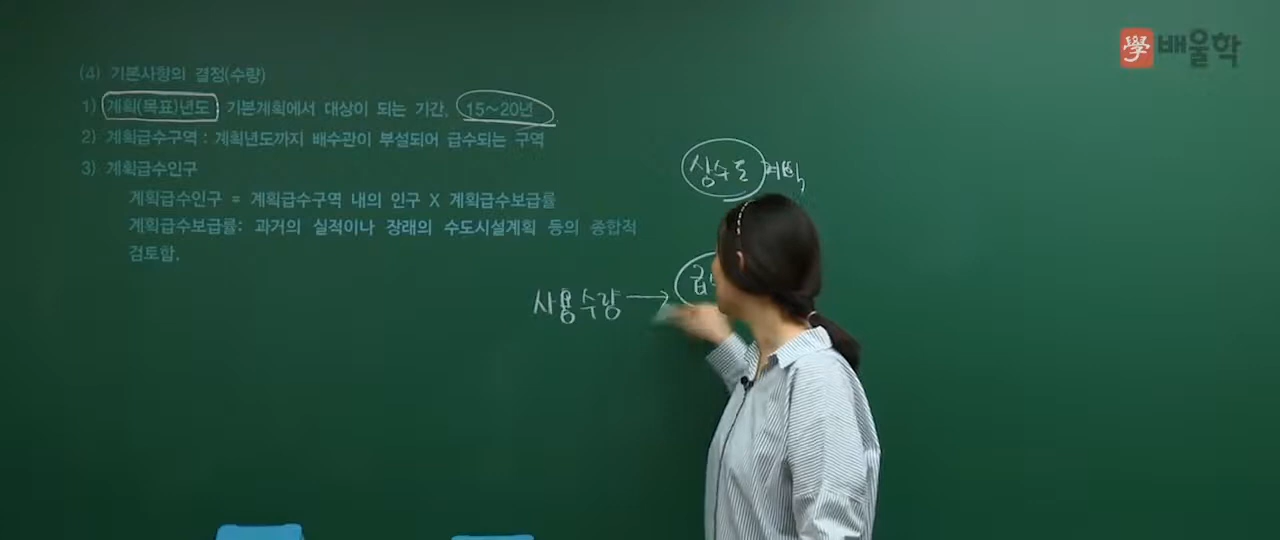 學 배울학
(4) 기본사항의 결정(수량)
1) 계획(목표)년도: 기본계획에서 대상이 되는 기간, 15~20년
2) 계획급수구역 : 계획년도까지 배수관이 부설되어 급수되는 구역
3) 계획급수인구
계획급수인구 = 계획급수구역 내의 인구 X 계획급수보급률
계획급수보급률: 과거의 실적이나 장래의 수도시설계획 등의 종합적
검토함.
상수도 계획
사용수량 → 급